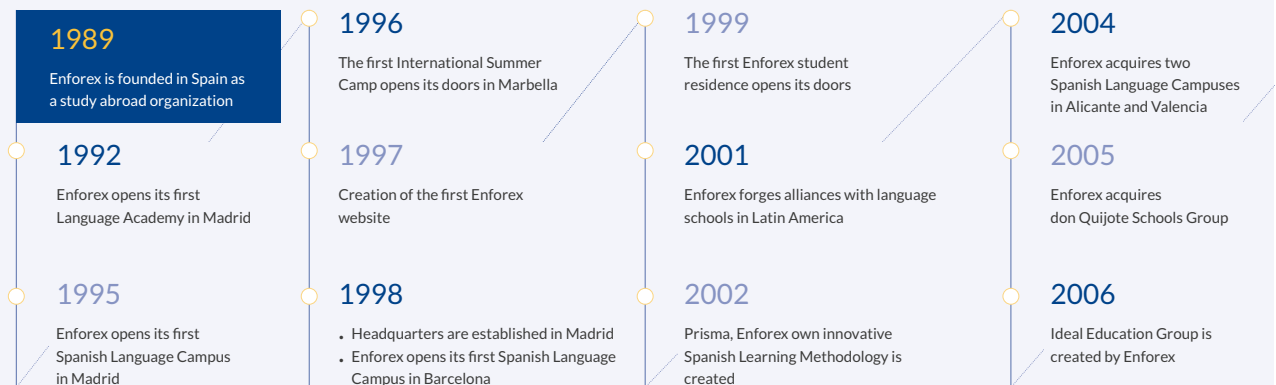 1989
Enforex is founded in Spain as
a study abroad organization
1992
Enforex opens its first
Language Academy in Madrid
1995
Enforex opens its first
Spanish Language Campus
in Madrid
1996
The first International Summer
Camp opens its doors in Marbella
1997
Creation of the first Enforex
website
1998
• Headquarters are established in Madrid
• Enforex opens its first Spanish Language
Campus in Barcelona
1999
The first Enforex student
residence opens its doors
2001
Enforex forges alliances with language
schools in Latin America
2002
Prisma, Enforex own innovative
Spanish Learning Methodology is
created
2004
Enforex acquires two
Spanish Language Campuses
in Alicante and Valencia
2005
Enforex acquires
don Quijote Schools Group
2006
Ideal Education Group is
created by Enforex